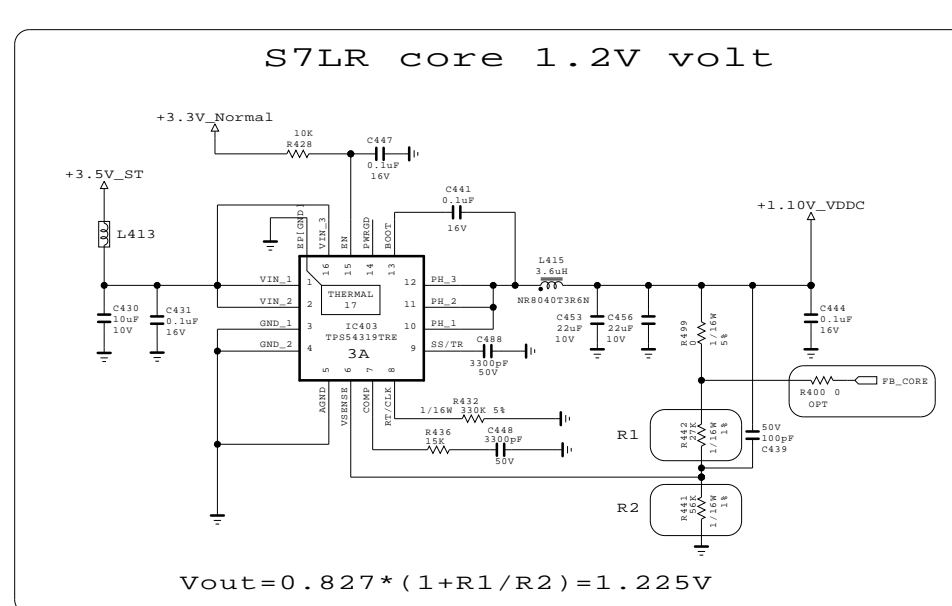 S7LR core 1.2V volt
+3.3V_Normal
10K
R428
C447
0.1uF
16V
+3.5V_ST
L413
C441
0.1uF
16V
+1.10V_VDDC
EP[GND]
VIN_3
EN
PWRGD
BOOT
16
15
14
13
L415
3.6uH
NR8040T3R6N
VIN_1
1
12
PH_3
VIN_2
2
11
PH_2
GND_1
3
10
PH_1
GND_2
4
9
SS/TR
THERMAL
17
IC403
TPS54319TRE
3A
C430
10uF
10V
C431
0.1uF
16V
C453
22uF
10V
C456
22uF
10V
R499
0
1/16W
5%
C444
0.1uF
16V
C488
3300pF
50V
5
6
7
8
AGND
VSENSE
COMP
RT/CLK
R400 0
OPT
FB_CORE
R432
1/16W 330K 5%
R436
15K
C448
3300pF
50V
R1
R442
27K
1/16W
1%
50V
100pF
C439
R2
R441
56K
1/16W
1%
Vout=0.827*(1+R1/R2)=1.225V